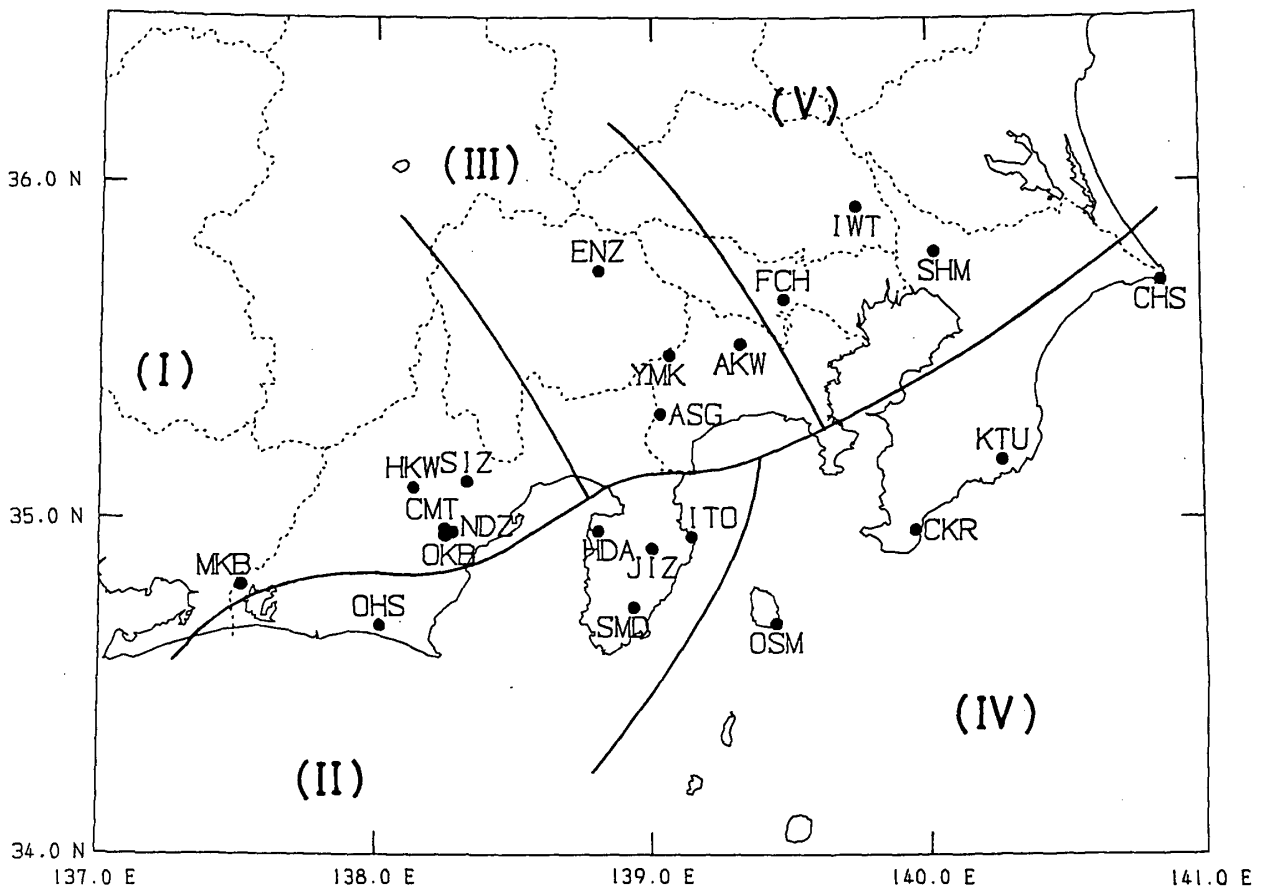 (V)
(III)
36.0 N
IWT
ENZ
SHM
FCH
CHS
(I)
YMK
AKW
ASG
KTU
HKW
SIZ
CMT
35.0 N
NDZ
ITO
CKR
OKB
HDA
JIZ
MKB
OHS
SMD
OSM
(IV)
(II)
34.0 N
137.0 E
138.0 E
139.0 E
140.0 E
141.0 E